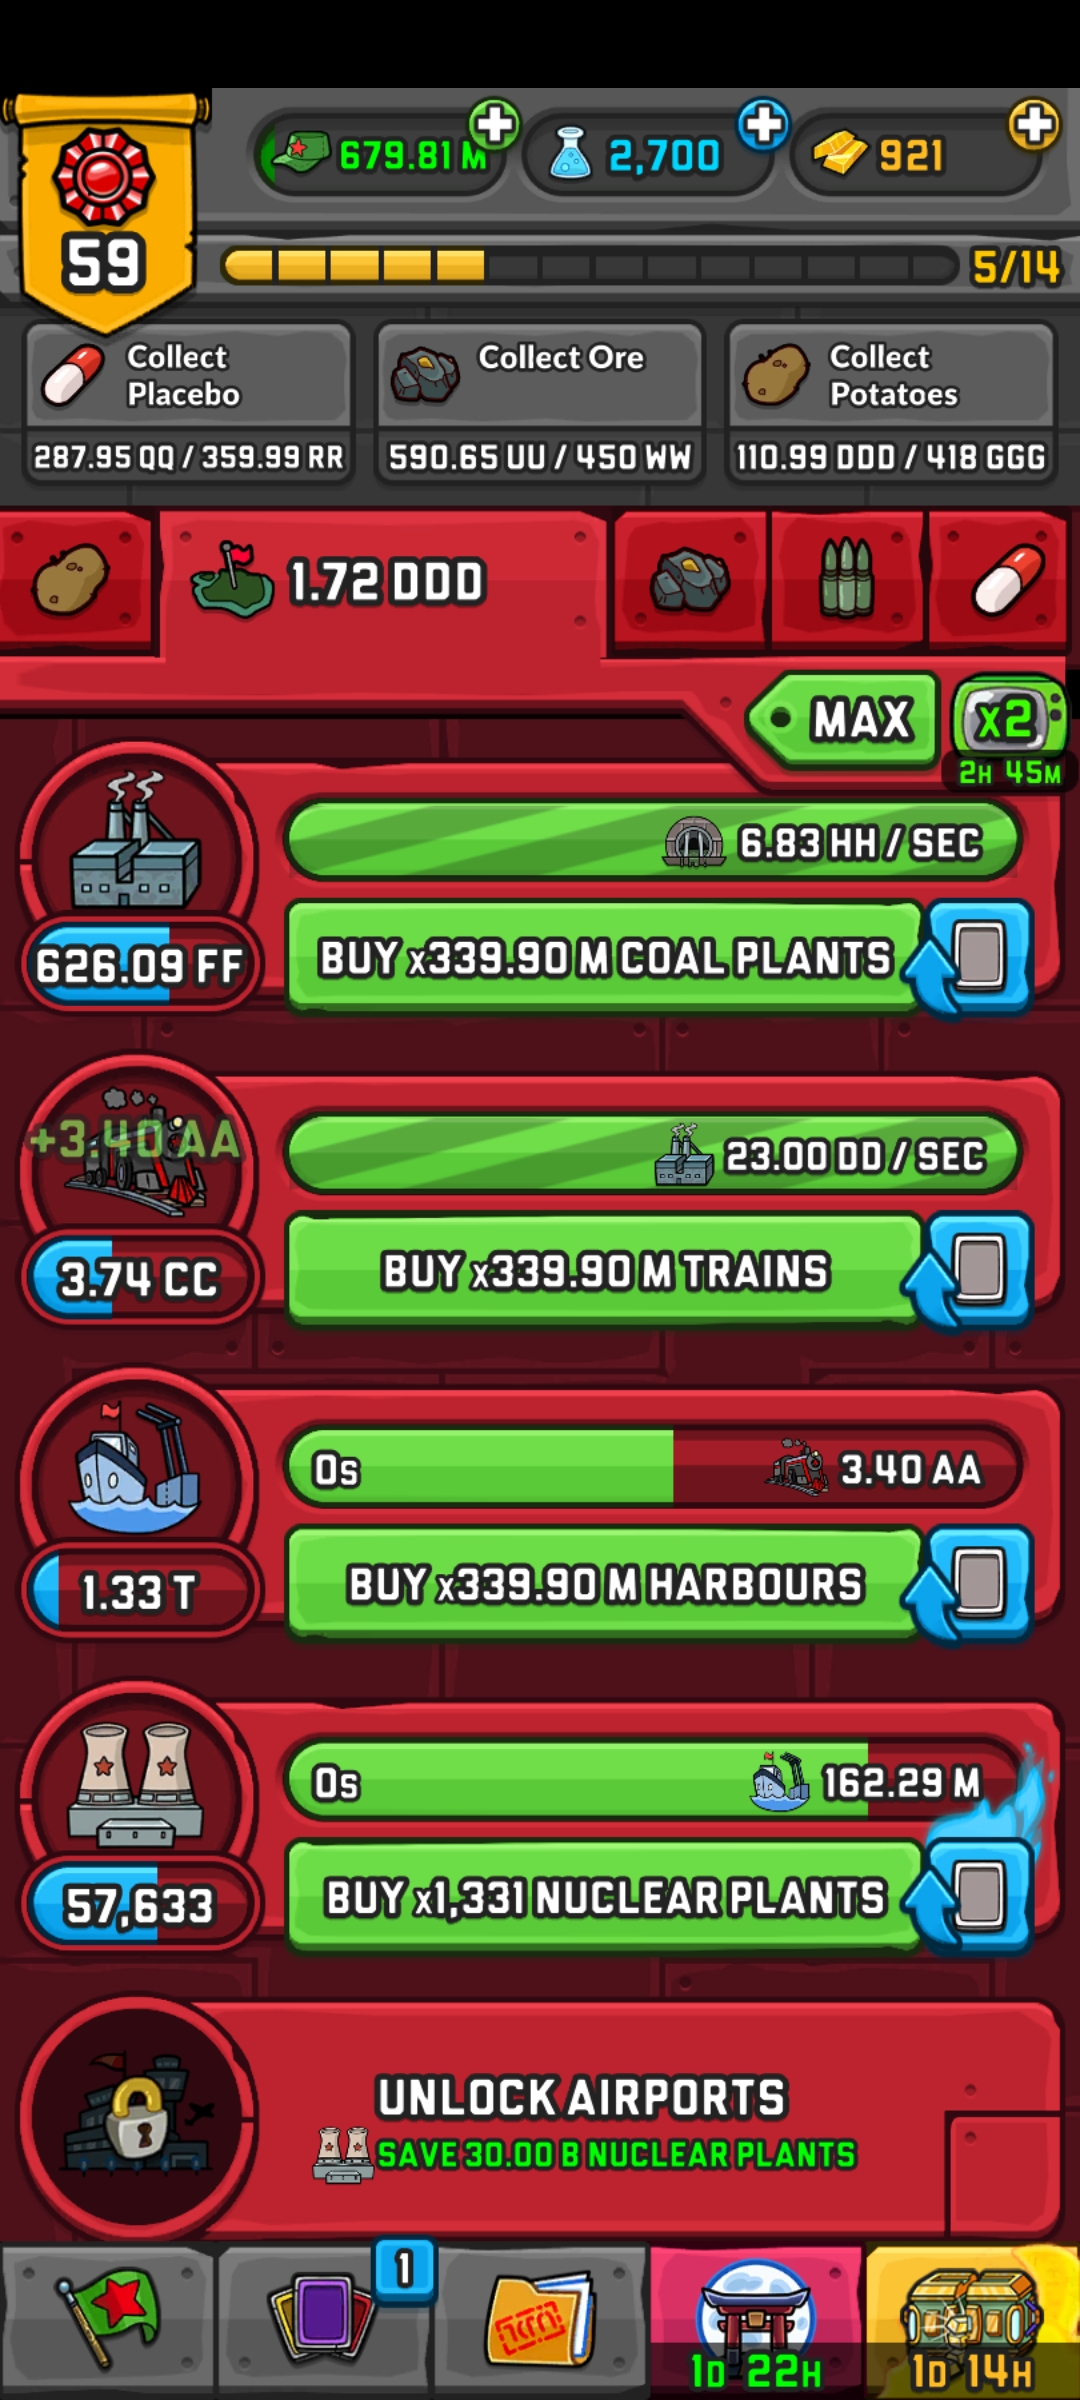 679.81 M
2,700
921
59
5/14
Collect
Placebo
287.95 QQ / 359.99 RR
Collect Ore
590.65 UU / 450 WW
Collect
Potatoes
110.99 DDD / 418 GGG
1.72 DDD
MAX
x2
2H 45M
6.83 HH / SEC
626.09 FF
BUY x339.90 M COAL PLANTS
+3.40 AA
23.00 DD / SEC
3.74 CC
BUY x339.90 M TRAINS
0s
3.40 AA
1.33 T
BUY x339.90 M HARBOURS
0s
162.29 M
57,633
BUY x1,331 NUCLEAR PLANTS
UNLOCK AIRPORTS
SAVE 30.00 B NUCLEAR PLANTS
1
1D 22H
1D 14H